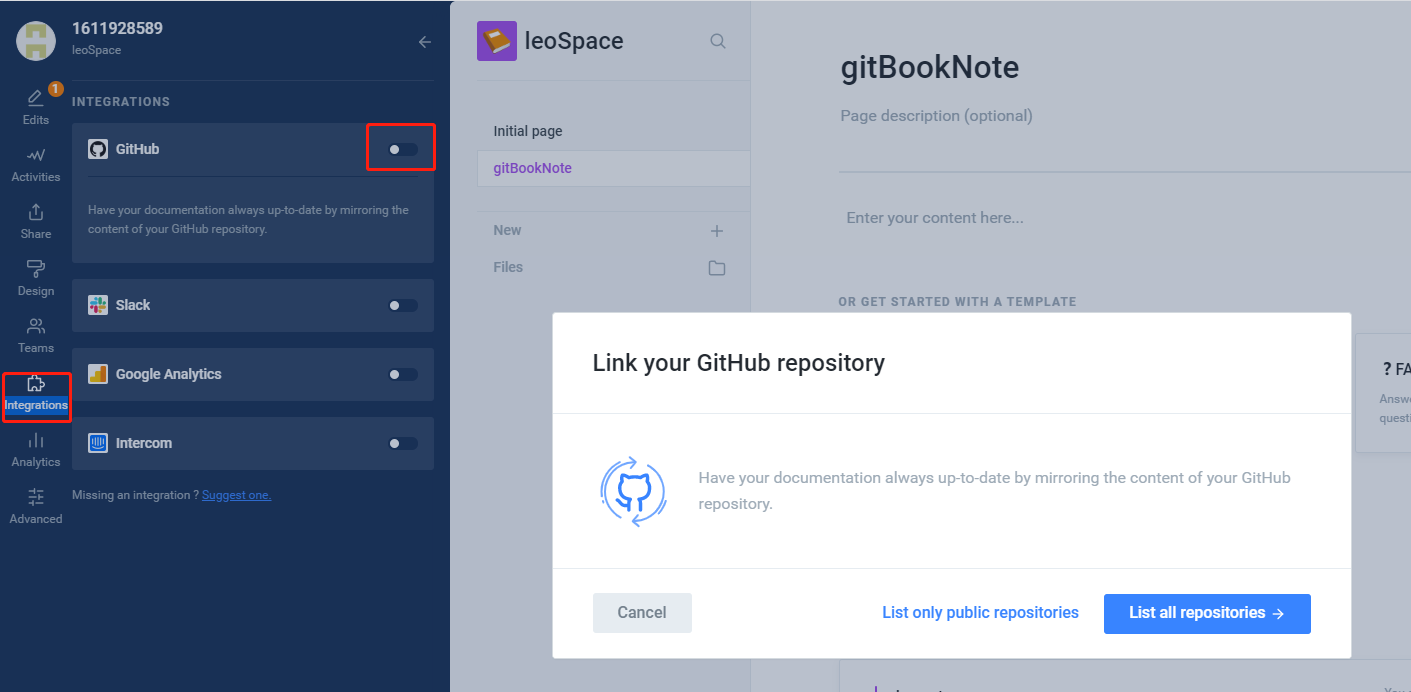 1611928589
leoSpace
1
Edits
Activities
Share
Design
Teams
Integrations
Analytics
Advanced
INTEGRATIONS
GitHub
Have your documentation always up-to-date by mirroring the
content of your GitHub repository.
Slack
Google Analytics
Intercom
Missing an integration ? Suggest one.
leoSpace
Initial page
gitBookNote
New
Files
gitBookNote
Page description (optional)
Enter your content here...
OR GET STARTED WITH A TEMPLATE
? FA
Answe
questi
Link your GitHub repository
Have your documentation always up-to-date by mirroring the content of your GitHub
repository.
Cancel
List only public repositories
List all repositories →